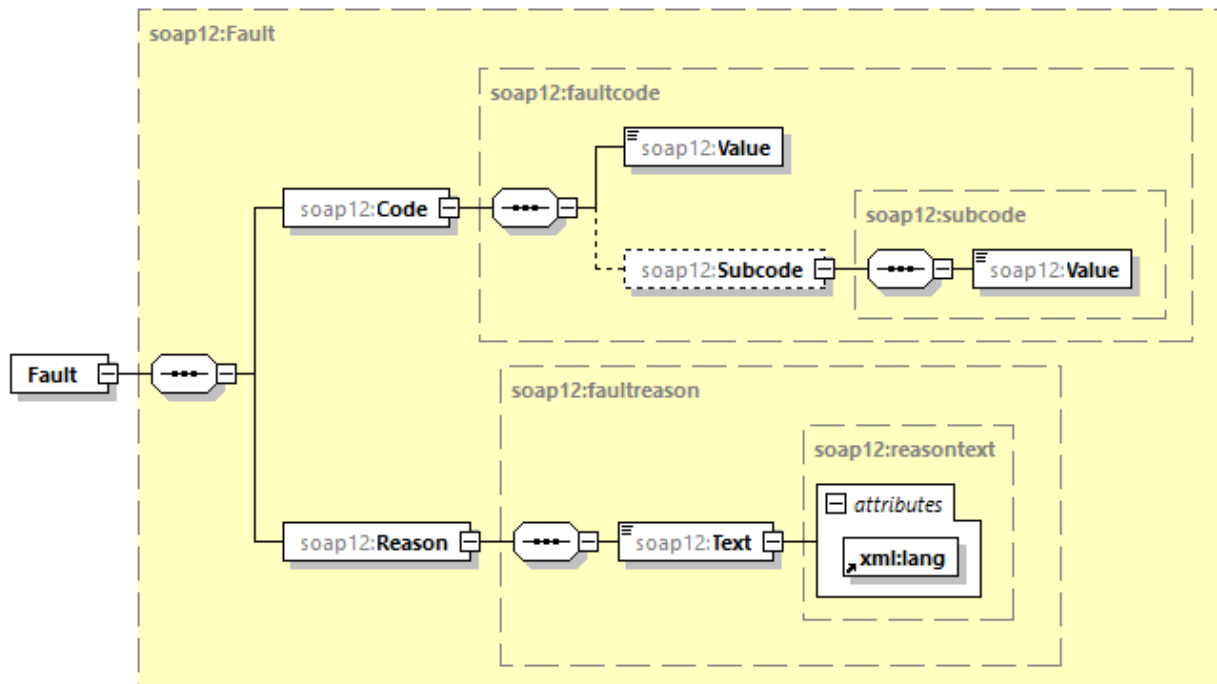 soap12:Fault
soap12:faultcode
soap12:Value
soap12:subcode
soap12:Code
soap12:Subcode
soap12:Value
Fault
soap12:faultreason
soap12:reasontext
attributes
soap12:Reason
soap12:Text
xml:lang